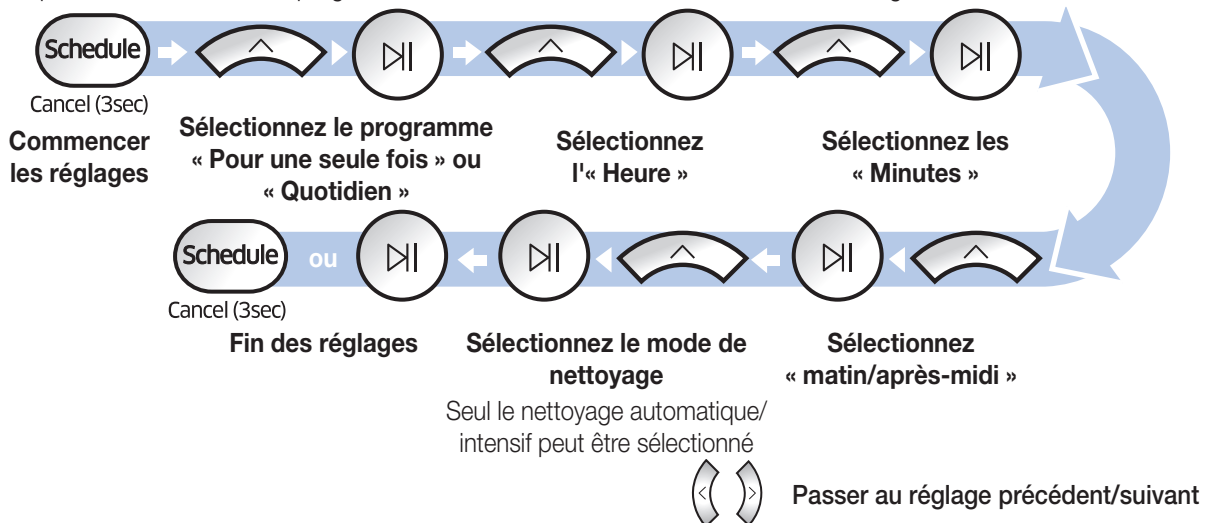 Schedule
Cancel (3sec)
Commencer
les réglages
Sélectionnez le programme
« Pour une seule fois » ou
« Quotidien »
Sélectionnez
l'« Heure »
Sélectionnez les
« Minutes »
Schedule
ou
Cancel (3sec)
Fin des réglages
Sélectionnez le mode de
nettoyage
Seul le nettoyage automatique/
intensif peut être sélectionné
Sélectionnez
« matin/après-midi »
Passer au réglage précédent/suivant